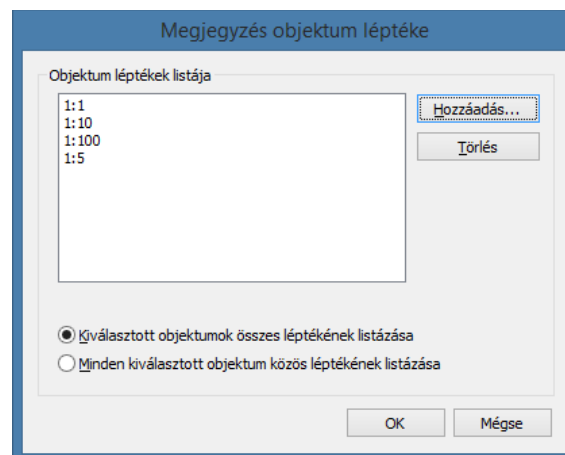 Megjegyzés objektum léptéke
Objektum léptékek listája
1:1
1:10
1:100
1:5
Hozzáadás...
Törlés
Kiválasztott objektumok összes léptékének listázása
Minden kiválasztott objektum közös léptékének listázása
OK
Mégse